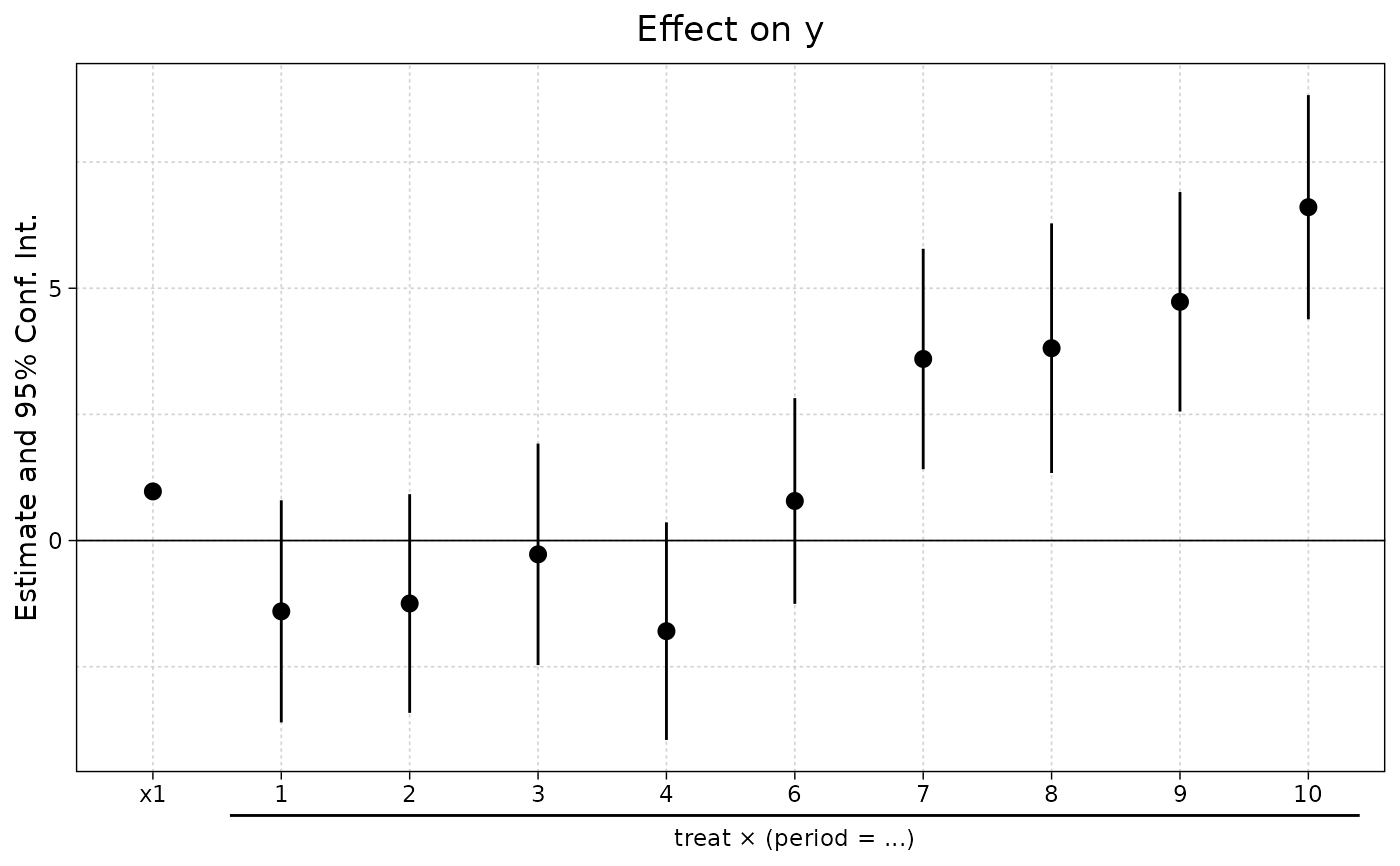 Effect on y
Estimate and 95% Conf. Int.
5
0
x1 1 2 3 4 6 7 8 9 10
treat × (period = ...)